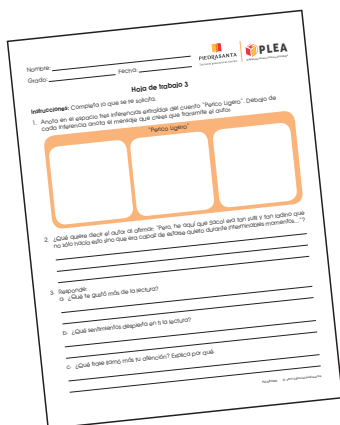 PIEDRASANTA
PLEA
Nombre:
Grado: Fecha:
Hoja de trabajo 3
Instrucciones: Completa lo que se te solicita.
1. Anota en el espacio tres inferencias extraídas del cuento "Perico Ligero". Debajo de
cada inferencia anota el mensaje que crees que transmite el autor.
"Perico Ligero"
2. ¿Qué quiere decir el autor al afirmar: "Pero, he aquí que Sacol era tan sutil y tan ladino que
no sólo hacía esto sino que era capaz de estarse quieto durante interminables momentos..."?
3. Responde:
a. ¿Qué te gustó más de la lectura?
b. ¿Qué sentimientos despierta en ti la lectura?
c. ¿Qué frase llamó más tu atención? Explica por qué.